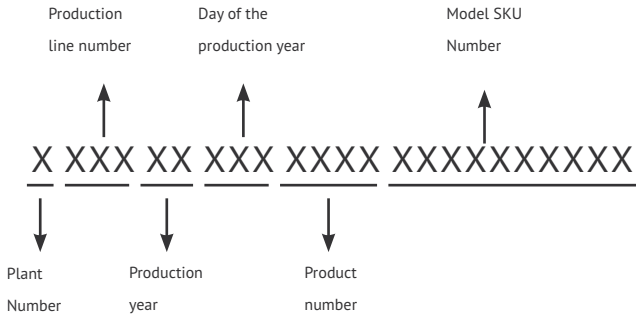 Production
line number
Day of the
production year
Model SKU
Number
X XXX XX XXX XXXX XXXXXXXXXX
Plant
Number
Production
year
Product
number